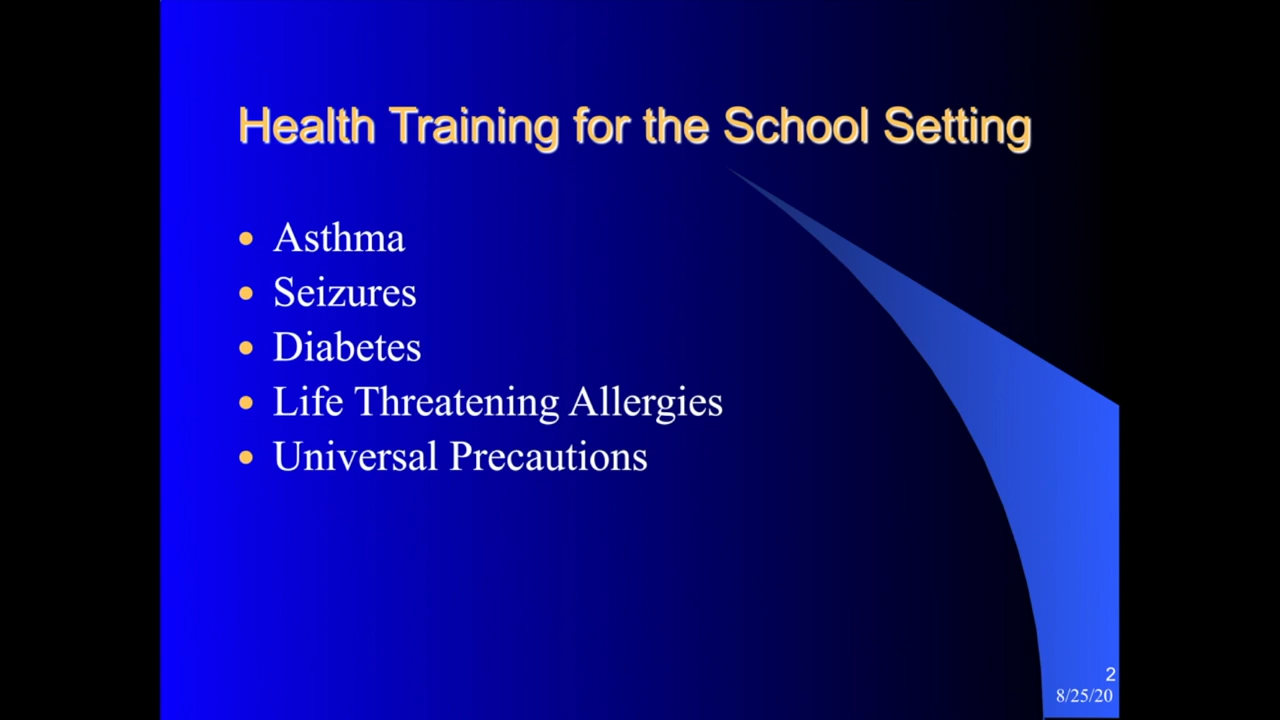 Health Training for the School Setting
• Asthma
• Seizures
• Diabetes
• Life Threatening Allergies
• Universal Precautions
2
8/25/20